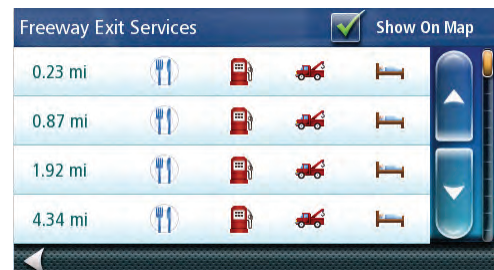 Freeway Exit Services
Show On Map
0.23 mi
0.87 mi
1.92 mi
4.34 mi